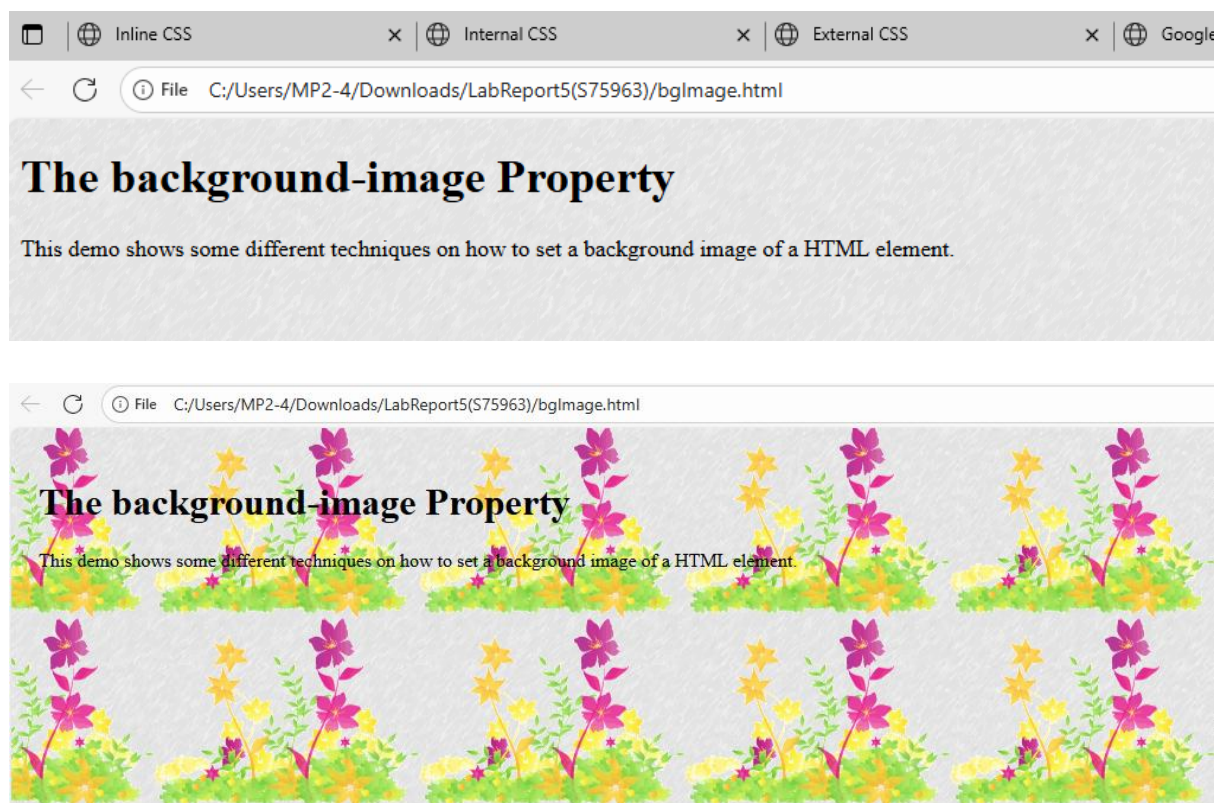 Inline CSS × Internal CSS × External CSS × Google
File C:/Users/MP2-4/Downloads/LabReport5(S75963)/bgImage.html
The background-image Property
This demo shows some different techniques on how to set a background image of a HTML element.
File C:/Users/MP2-4/Downloads/LabReport5(S75963)/bgImage.html
The background-image Property
This demo shows some different techniques on how to set a background image of a HTML element.